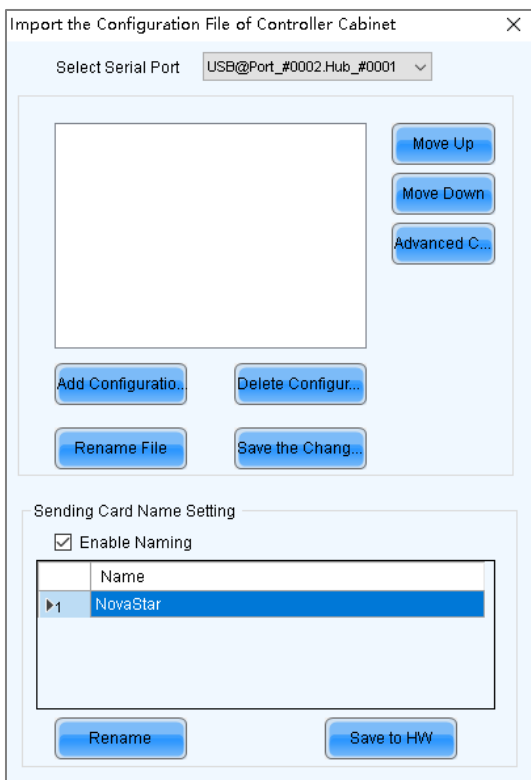 Import the Configuration File of Controller Cabinet
Select Serial Port USB@Port_#0002.Hub_#0001
Move Up
Move Down
Advanced C...
Add Configuratio... Delete Configur...
Rename File Save the Chang...
Sending Card Name Setting
Enable Naming
Name
1 NovaStar
Rename Save to HW